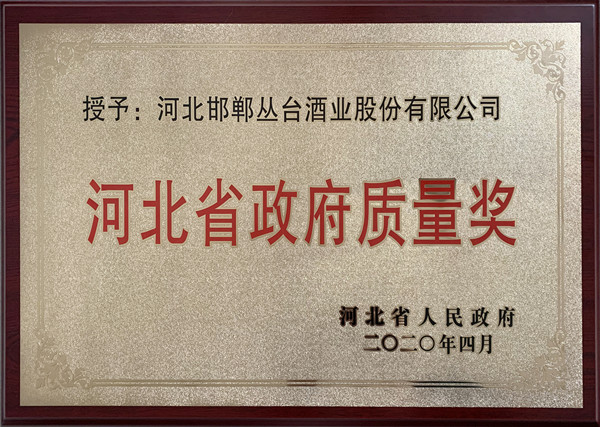 授予：河北邯郸丛台酒业股份有限公司
河北省政府质量奖
河北省人民政府
二〇二〇年四月